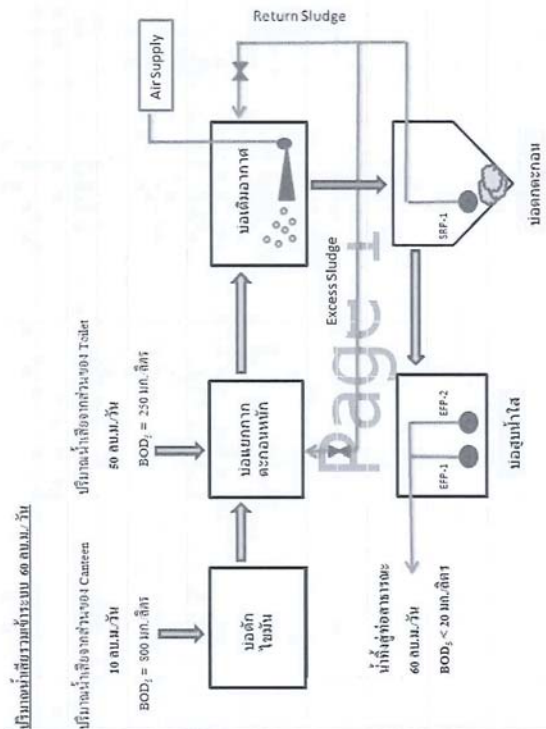 ปริมาณน้ำเสียรวมเข้าระบบ 60 ลบ.ม./ วัน
ปริมาณน้ำเสียจากส่วนของ Canteen
10 ลบ.ม./วัน
BOD₅ = 800 มก./ลิตร
ปริมาณน้ำเสียจากส่วนของ Toilet
50 ลบ.ม./วัน
BOD₅ = 250 มก./ลิตร
Air Supply
Return Sludge
บ่อดัก
ไขมัน
บ่อแยกกาก
ตะกอนหนัก
บ่อเติมอากาศ
Excess Sludge
Page 1
น้ำทิ้งสู่ท่อสาธารณะ
60 ลบ.ม./วัน
BOD₅ < 20 มก./ลิตร
EFP-1
EFP-2
บ่อสูบน้ำใส
SRP-1
บ่อตกตะกอน